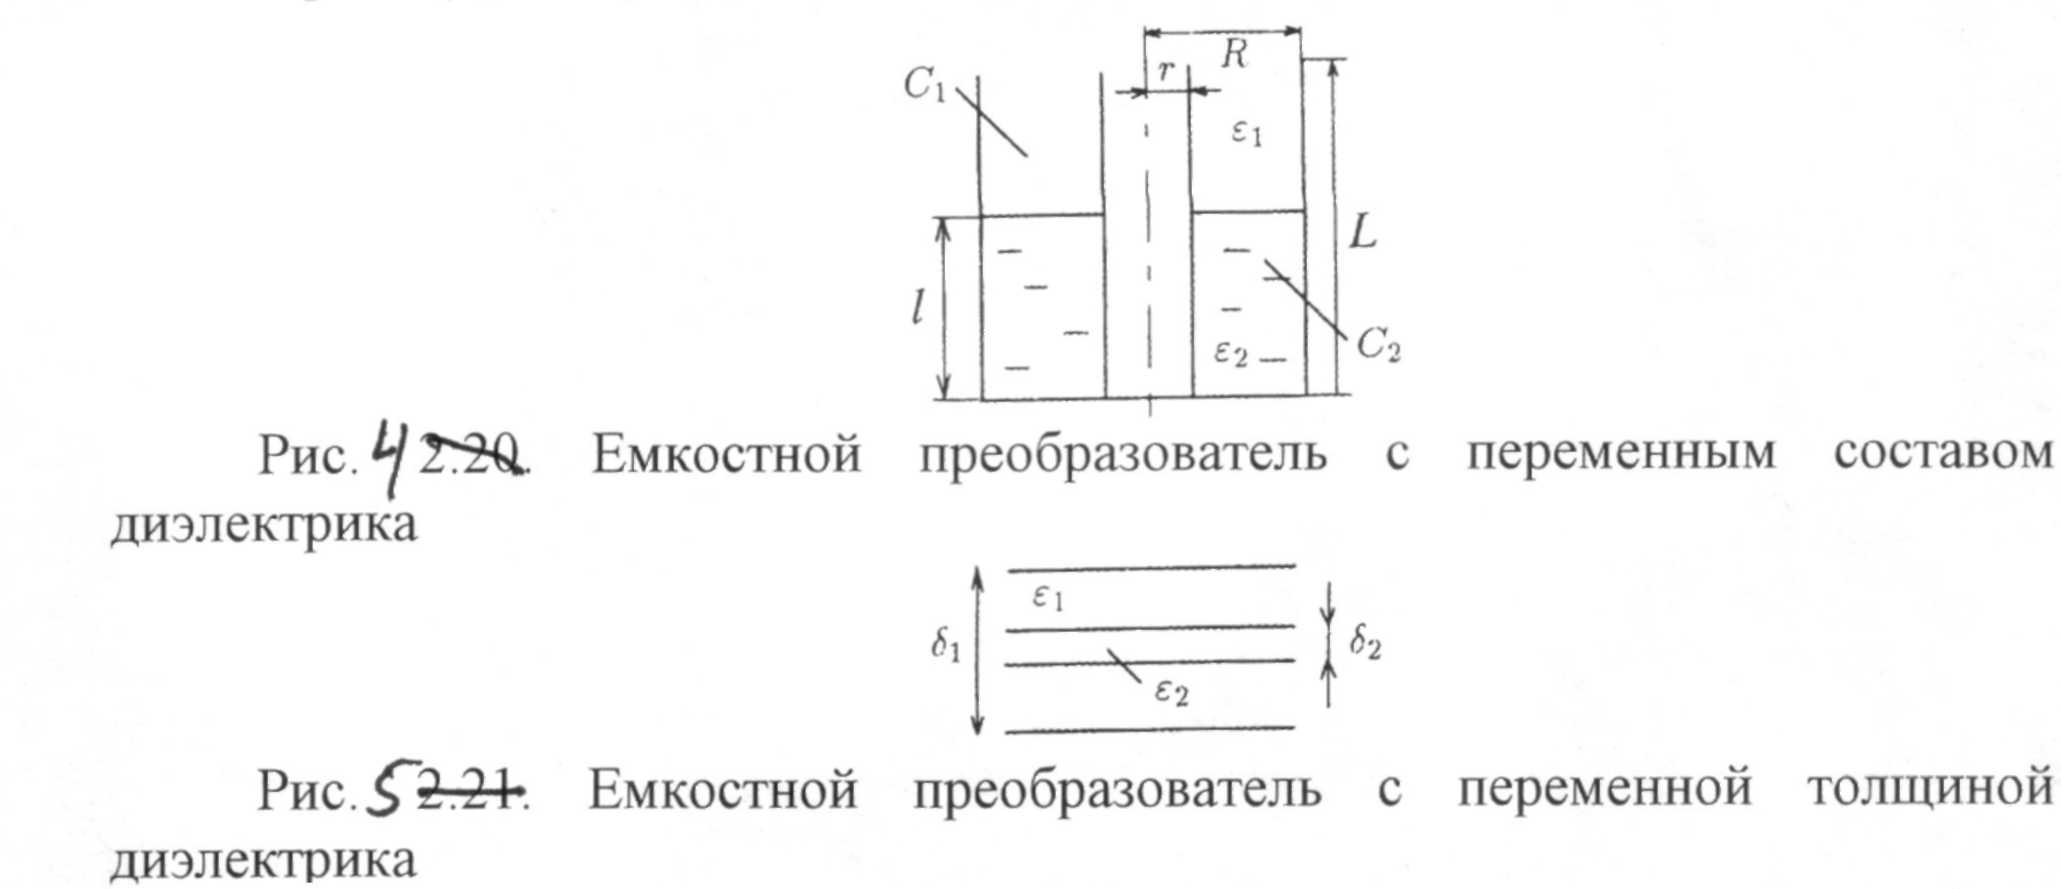 R
r
C₁
ε₁
L
l
C₂
ε₂
Рис. 4 2.20. Емкостной преобразователь с переменным составом
диэлектрика
ε₁
δ₁
δ₂
ε₂
Рис. 5 2.21. Емкостной преобразователь с переменной толщиной
диэлектрика